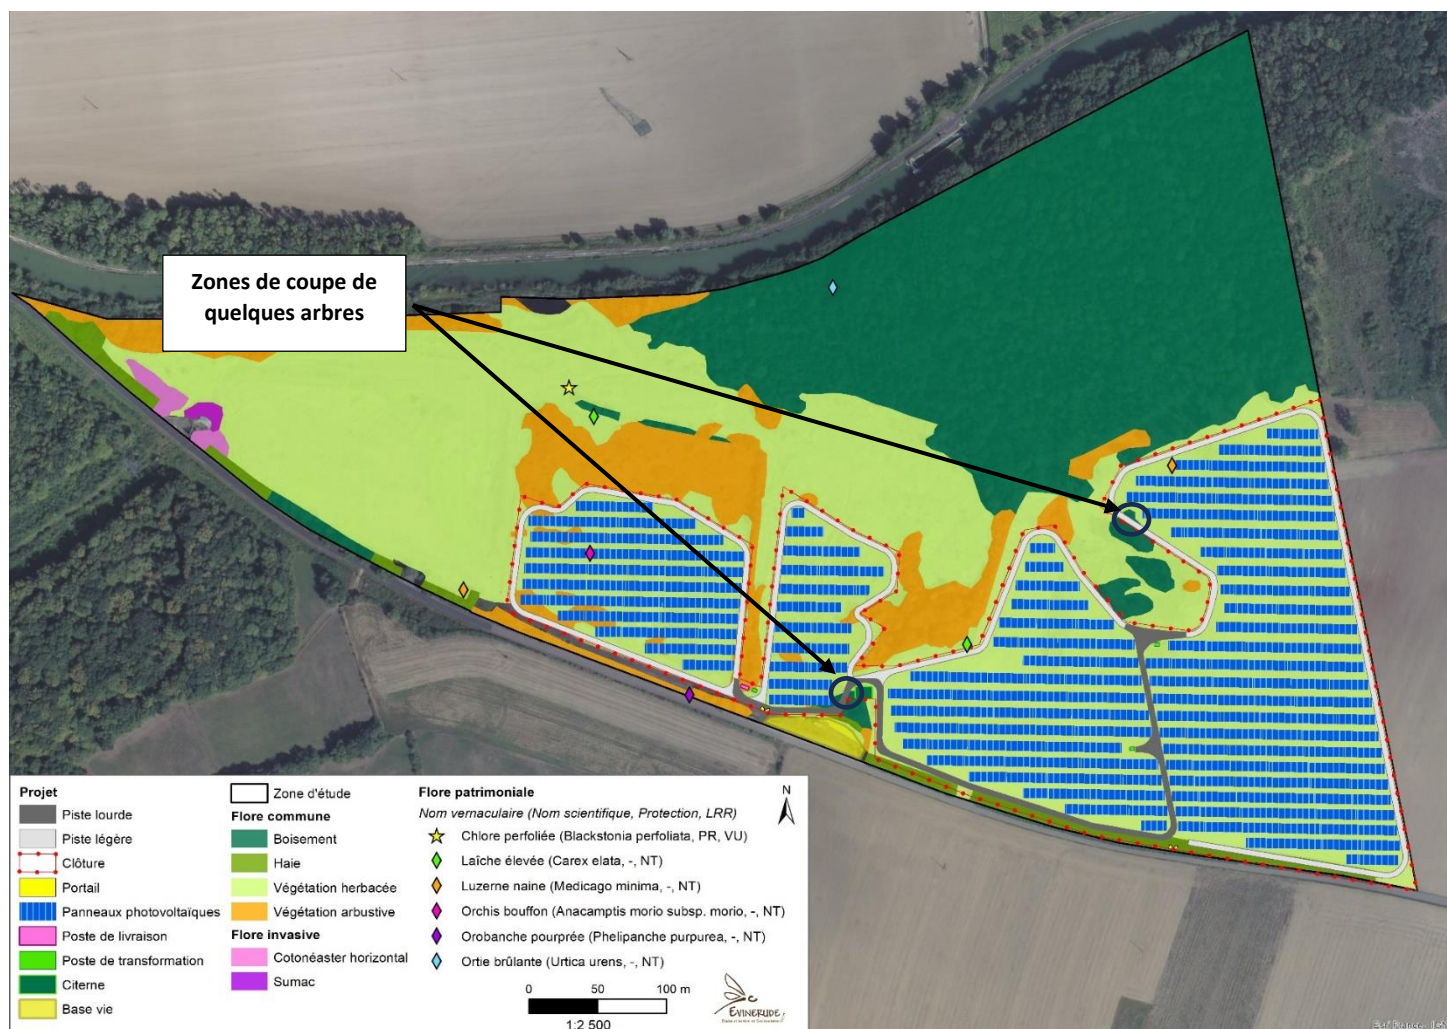 Zones de coupe de
quelques arbres
Projet
Piste lourde
Piste légère
Clôture
Portail
Panneaux photovoltaïques
Poste de livraison
Poste de transformation
Citerne
Base vie
Zone d'étude
Flore commune
Boisement
Haie
Végétation herbacée
Végétation arbustive
Flore invasive
Cotonéaster horizontal
Sumac
Flore patrimoniale
Nom vernaculaire (Nom scientifique, Protection, LRR)
Chlore perfoliée (Blackstonia perfoliata, PR, VU)
Laîche élevée (Carex elata, -, NT)
Luzerne naine (Medicago minima, -, NT)
Orchis bouffon (Anacamptis morio subsp. morio, -, NT)
Orobanche pourprée (Phelipanche purpurea, -, NT)
Ortie brûlante (Urtica urens, -, NT)
N
0 50 100 m
1:2 500
EVINERUDE